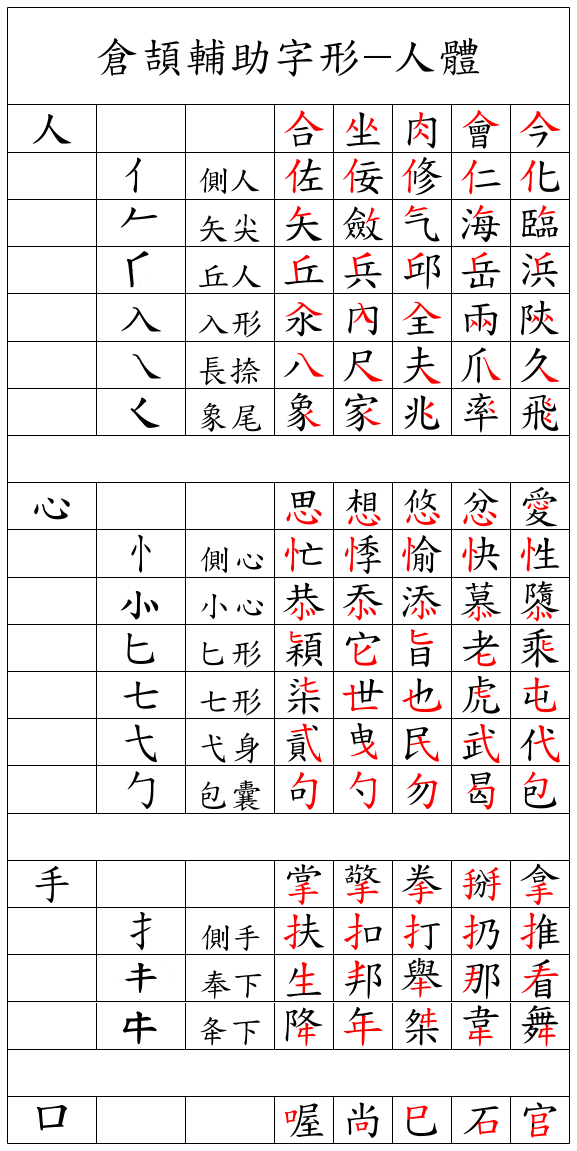 倉頡輔助字形—人體
人 合 坐 肉 會 今
亻 側人 佐 佞 修 仁 化
𠂉 矢尖 矢 斂 气 海 臨
𠂆 丘人 丘 兵 邱 岳 浜
入 入形 汆 內 全 兩 陝
㇏ 長捺 八 尺 夫 爪 久
𡿨 象尾 象 家 兆 率 飛
心 思 想 悠 忿 愛
忄 側心 忙 悸 愉 快 性
⺗ 小心 恭 忝 添 慕 隳
匕 匕形 穎 它 旨 老 乘
七 七形 柒 世 也 虎 屯
弋 弋身 貳 曳 民 武 代
勹 包囊 句 勺 勿 曷 包
手 掌 擎 拳 掰 拿
扌 側手 扶 扣 打 扔 推
龶 奉下 生 邦 舉 那 看
㐄 夆下 降 年 桀 韋 舞
口 喔 尚 巳 石 官